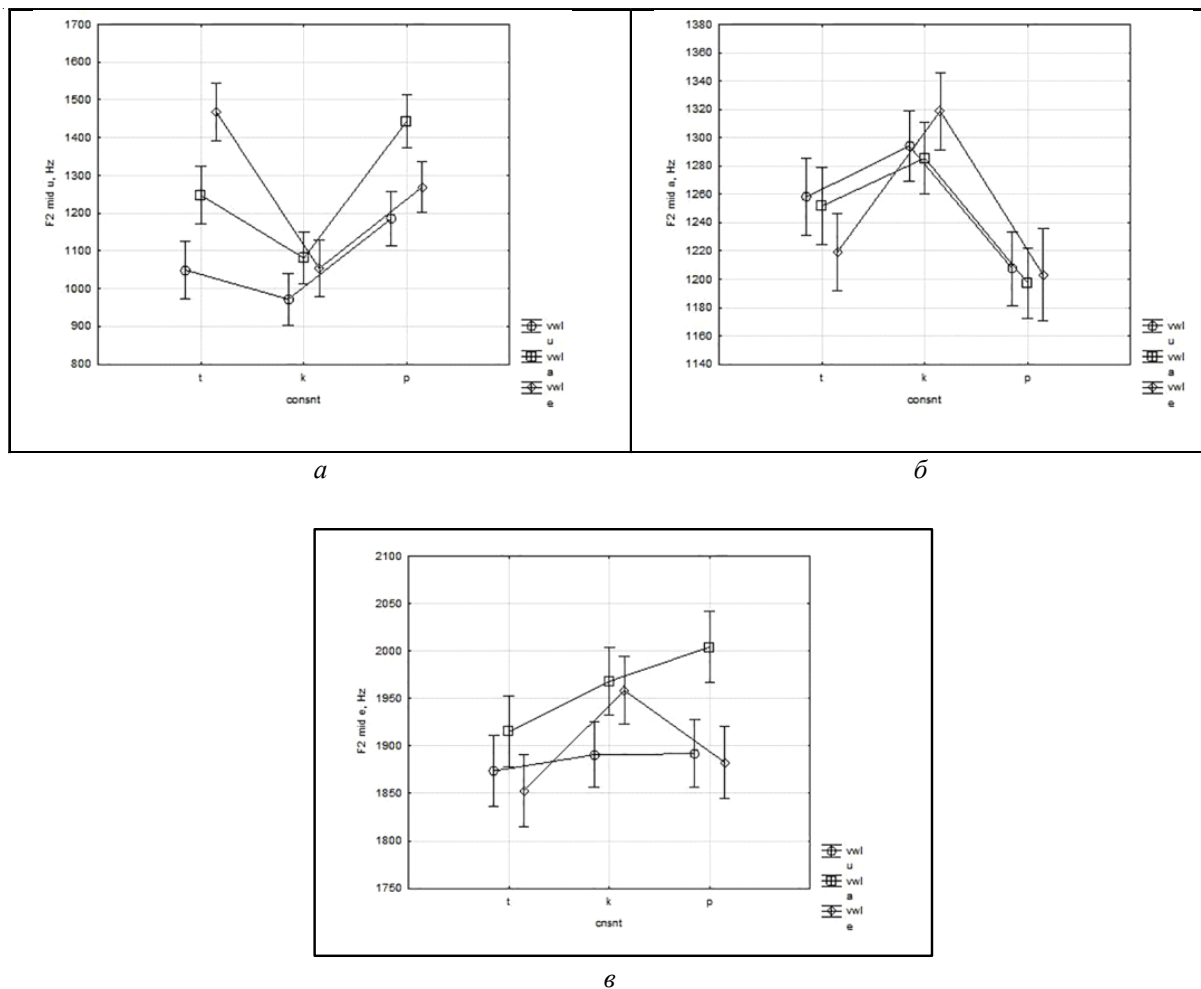 1700
1600
1500
1400
1300
1200
1100
1000
900
800
F2 mid u, Hz
t k p
consnt
vwl
u
vwl
a
vwl
e
1380
1360
1340
1320
1300
1280
1260
1240
1220
1200
1180
1160
1140
F2 mid a, Hz
t k p
consnt
vwl
u
vwl
a
vwl
e
а
б
2100
2050
2000
1950
1900
1850
1800
1750
F2 mid e, Hz
t k p
cnsnt
vwl
u
vwl
a
vwl
e
в